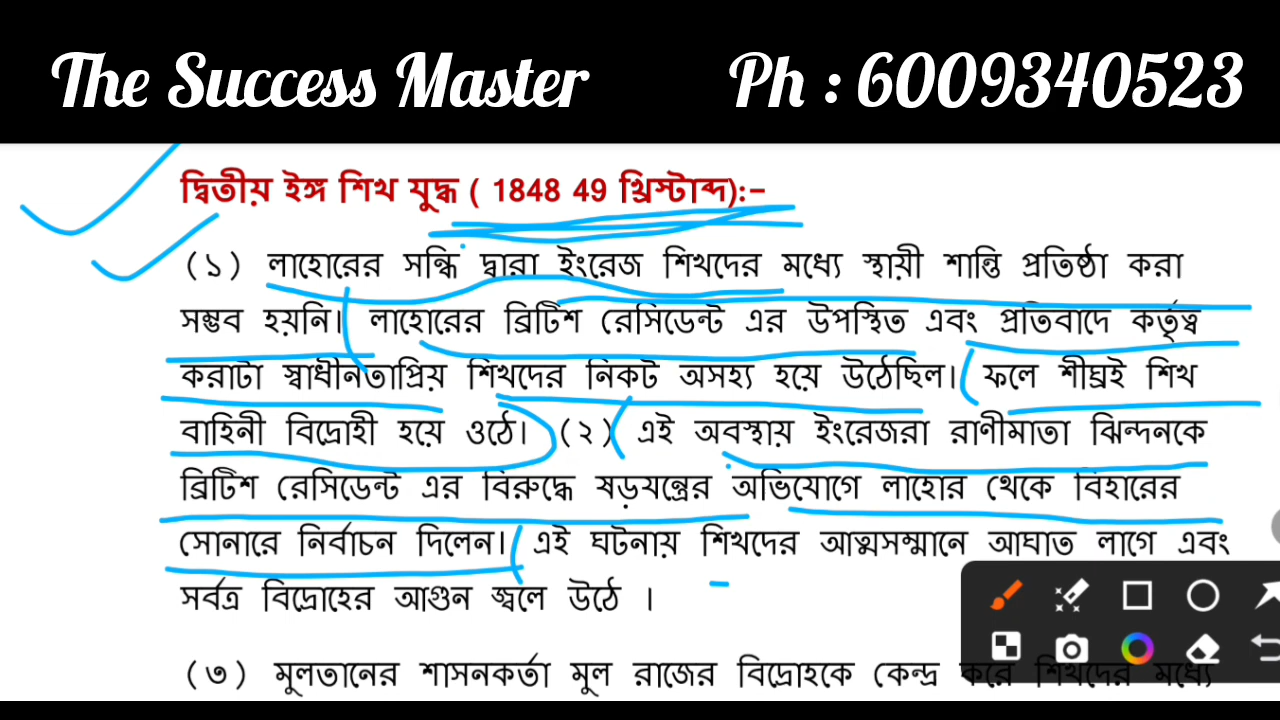 The Success Master Ph : 6009340523
দ্বিতীয় ইঙ্গ শিখ যুদ্ধ ( 1848 49 খ্রিস্টাব্দ):-
(১) লাহোরের সন্ধি দ্বারা ইংরেজ শিখদের মধ্যে স্থায়ী শান্তি প্রতিষ্ঠা করা
সম্ভব হয়নি। লাহোরের ব্রিটিশ রেসিডেন্ট এর উপস্থিত এবং প্রতিবাদে কর্তৃত্ব
করাটা স্বাধীনতাপ্রিয় শিখদের নিকট অসহ্য হয়ে উঠেছিল। ফলে শীঘ্রই শিখ
বাহিনী বিদ্রোহী হয়ে ওঠে। (২) এই অবস্থায় ইংরেজরা রাণীমাতা ঝিন্দনকে
ব্রিটিশ রেসিডেন্ট এর বিরুদ্ধে ষড়যন্ত্রের অভিযোগে লাহোর থেকে বিহারের
সোনারে নির্বাচন দিলেন। এই ঘটনায় শিখদের আত্মসম্মানে আঘাত লাগে এবং
সর্বত্র বিদ্রোহের আগুন জ্বলে উঠে ।
(৩) মুলতানের শাসনকর্তা মুল রাজের বিদ্রোহকে কেন্দ্র করে শিখদের মধ্যে